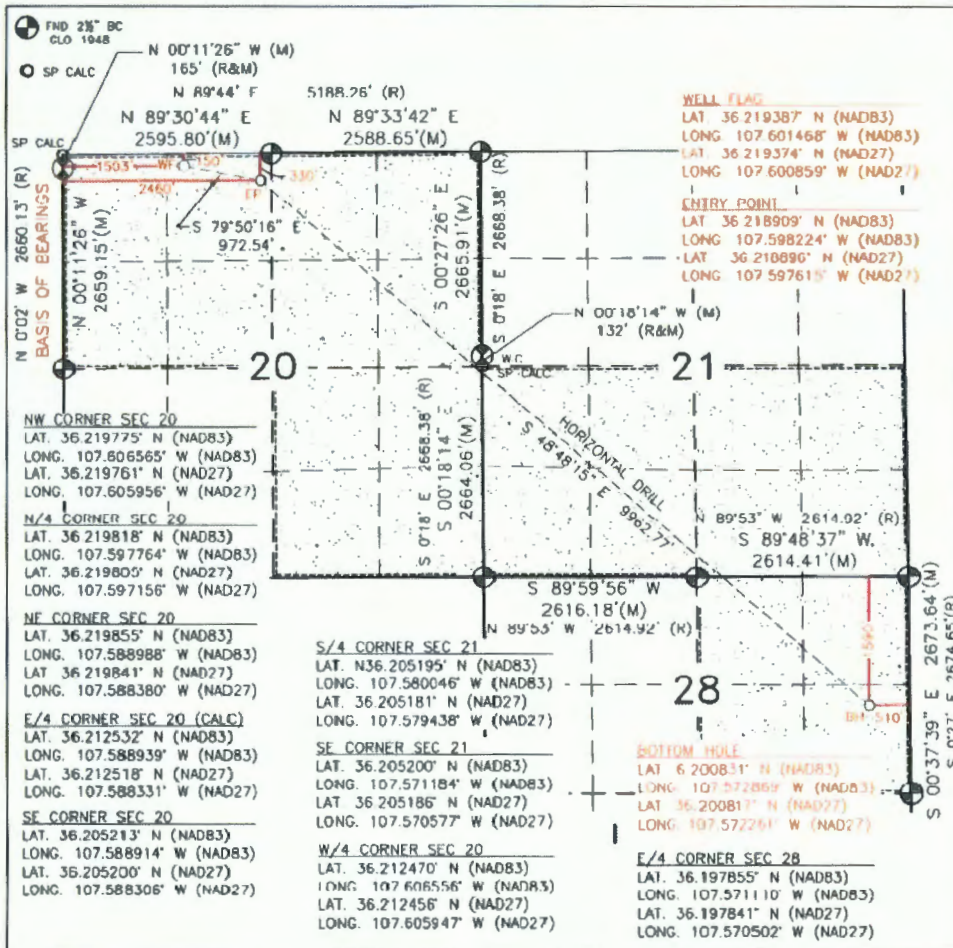 FND 2½" BC
GLO 1948
SP CALC
N 00°11'26" W (M)
165' (R&M)
N 89°44' E 5188.26' (R)
N 89°30'44" E
2595.80'(M)
N 89°33'42" E
2588.65'(M)
SP CALC
1503'
WF
150'
2460'
EP
330'
S 79°50'16" E
972.54'
N 0°02' W 2660.13' (R)
BASIS OF BEARINGS
N 00°11'26" W
2659.15'(M)
S 00°27'26" E
2665.91'(M)
S 0°18' E 2668.38' (R)
WELL FLAG
LAT. 36.219387° N (NAD83)
LONG. 107.601468° W (NAD83)
LAT. 36.219374° N (NAD27)
LONG. 107.600859° W (NAD27)
ENTRY POINT
LAT 36.218909° N (NAD83)
LONG 107.598224° W (NAD83)
LAT 36.218896° N (NAD27)
LONG 107.597615° W (NAD27)
N 00°18'14" W (M)
132' (R&M)
W.C.
SP CALC
20
21
HORIZONTAL DRILL
S 48°48'15" E 9962.77'
S 0°18' E 2668.38' (R)
S 00°18'14" E
2664.06'(M)
N 89°53' W 2614.92' (R)
S 89°48'37" W.
2614.41'(M)
S 89°59'56" W
2616.18'(M)
N 89°53' W 2614.92' (R)
28
1590'
BH 510'
S 00°37'39" E 2673.64'(M)
S 0°27' E 2674.65'(R)
NW CORNER SEC 20
LAT. 36.219775° N (NAD83)
LONG. 107.606565° W (NAD83)
LAT. 36.219761° N (NAD27)
LONG. 107.605956° W (NAD27)
N/4 CORNER SEC 20
LAT 36.219818° N (NAD83)
LONG. 107.597764° W (NAD83)
LAT. 36.219805° N (NAD27)
LONG. 107.597156° W (NAD27)
NE CORNER SEC 20
LAT. 36.219855° N (NAD83)
LONG. 107.588988° W (NAD83)
LAT 36.219841° N (NAD27)
LONG. 107.588380° W (NAD27)
E/4 CORNER SEC 20 (CALC)
LAT. 36.212532° N (NAD83)
LONG. 107.588939° W (NAD83)
LAT. 36.212518° N (NAD27)
LONG. 107.588331° W (NAD27)
SE CORNER SEC 20
LAT. 36.205213° N (NAD83)
LONG. 107.588914° W (NAD83)
LAT. 36.205200° N (NAD27)
LONG. 107.588306° W (NAD27)
S/4 CORNER SEC 21
LAT. N36.205195° N (NAD83)
LONG. 107.580046° W (NAD83)
LAT. 36.205181° N (NAD27)
LONG. 107.579438° W (NAD27)
SE CORNER SEC 21
LAT. 36.205200° N (NAD83)
LONG. 107.571184° W (NAD83)
LAT 36.205186° N (NAD27)
LONG. 107.570577° W (NAD27)
W/4 CORNER SEC 20
LAT. 36.212470° N (NAD83)
LONG 107.606556° W (NAD83)
LAT. 36.212456° N (NAD27)
LONG. 107.605947° W (NAD27)
BOTTOM HOLE
LAT 6.200831° N (NAD83)
LONG. 107.572869° W (NAD83)
LAT 36.200817° N (NAD27)
LONG. 107.572261° W (NAD27)
E/4 CORNER SEC 28
LAT. 36.197855° N (NAD83)
LONG. 107.571110° W (NAD83)
LAT. 36.197841° N (NAD27)
LONG. 107.570502° W (NAD27)